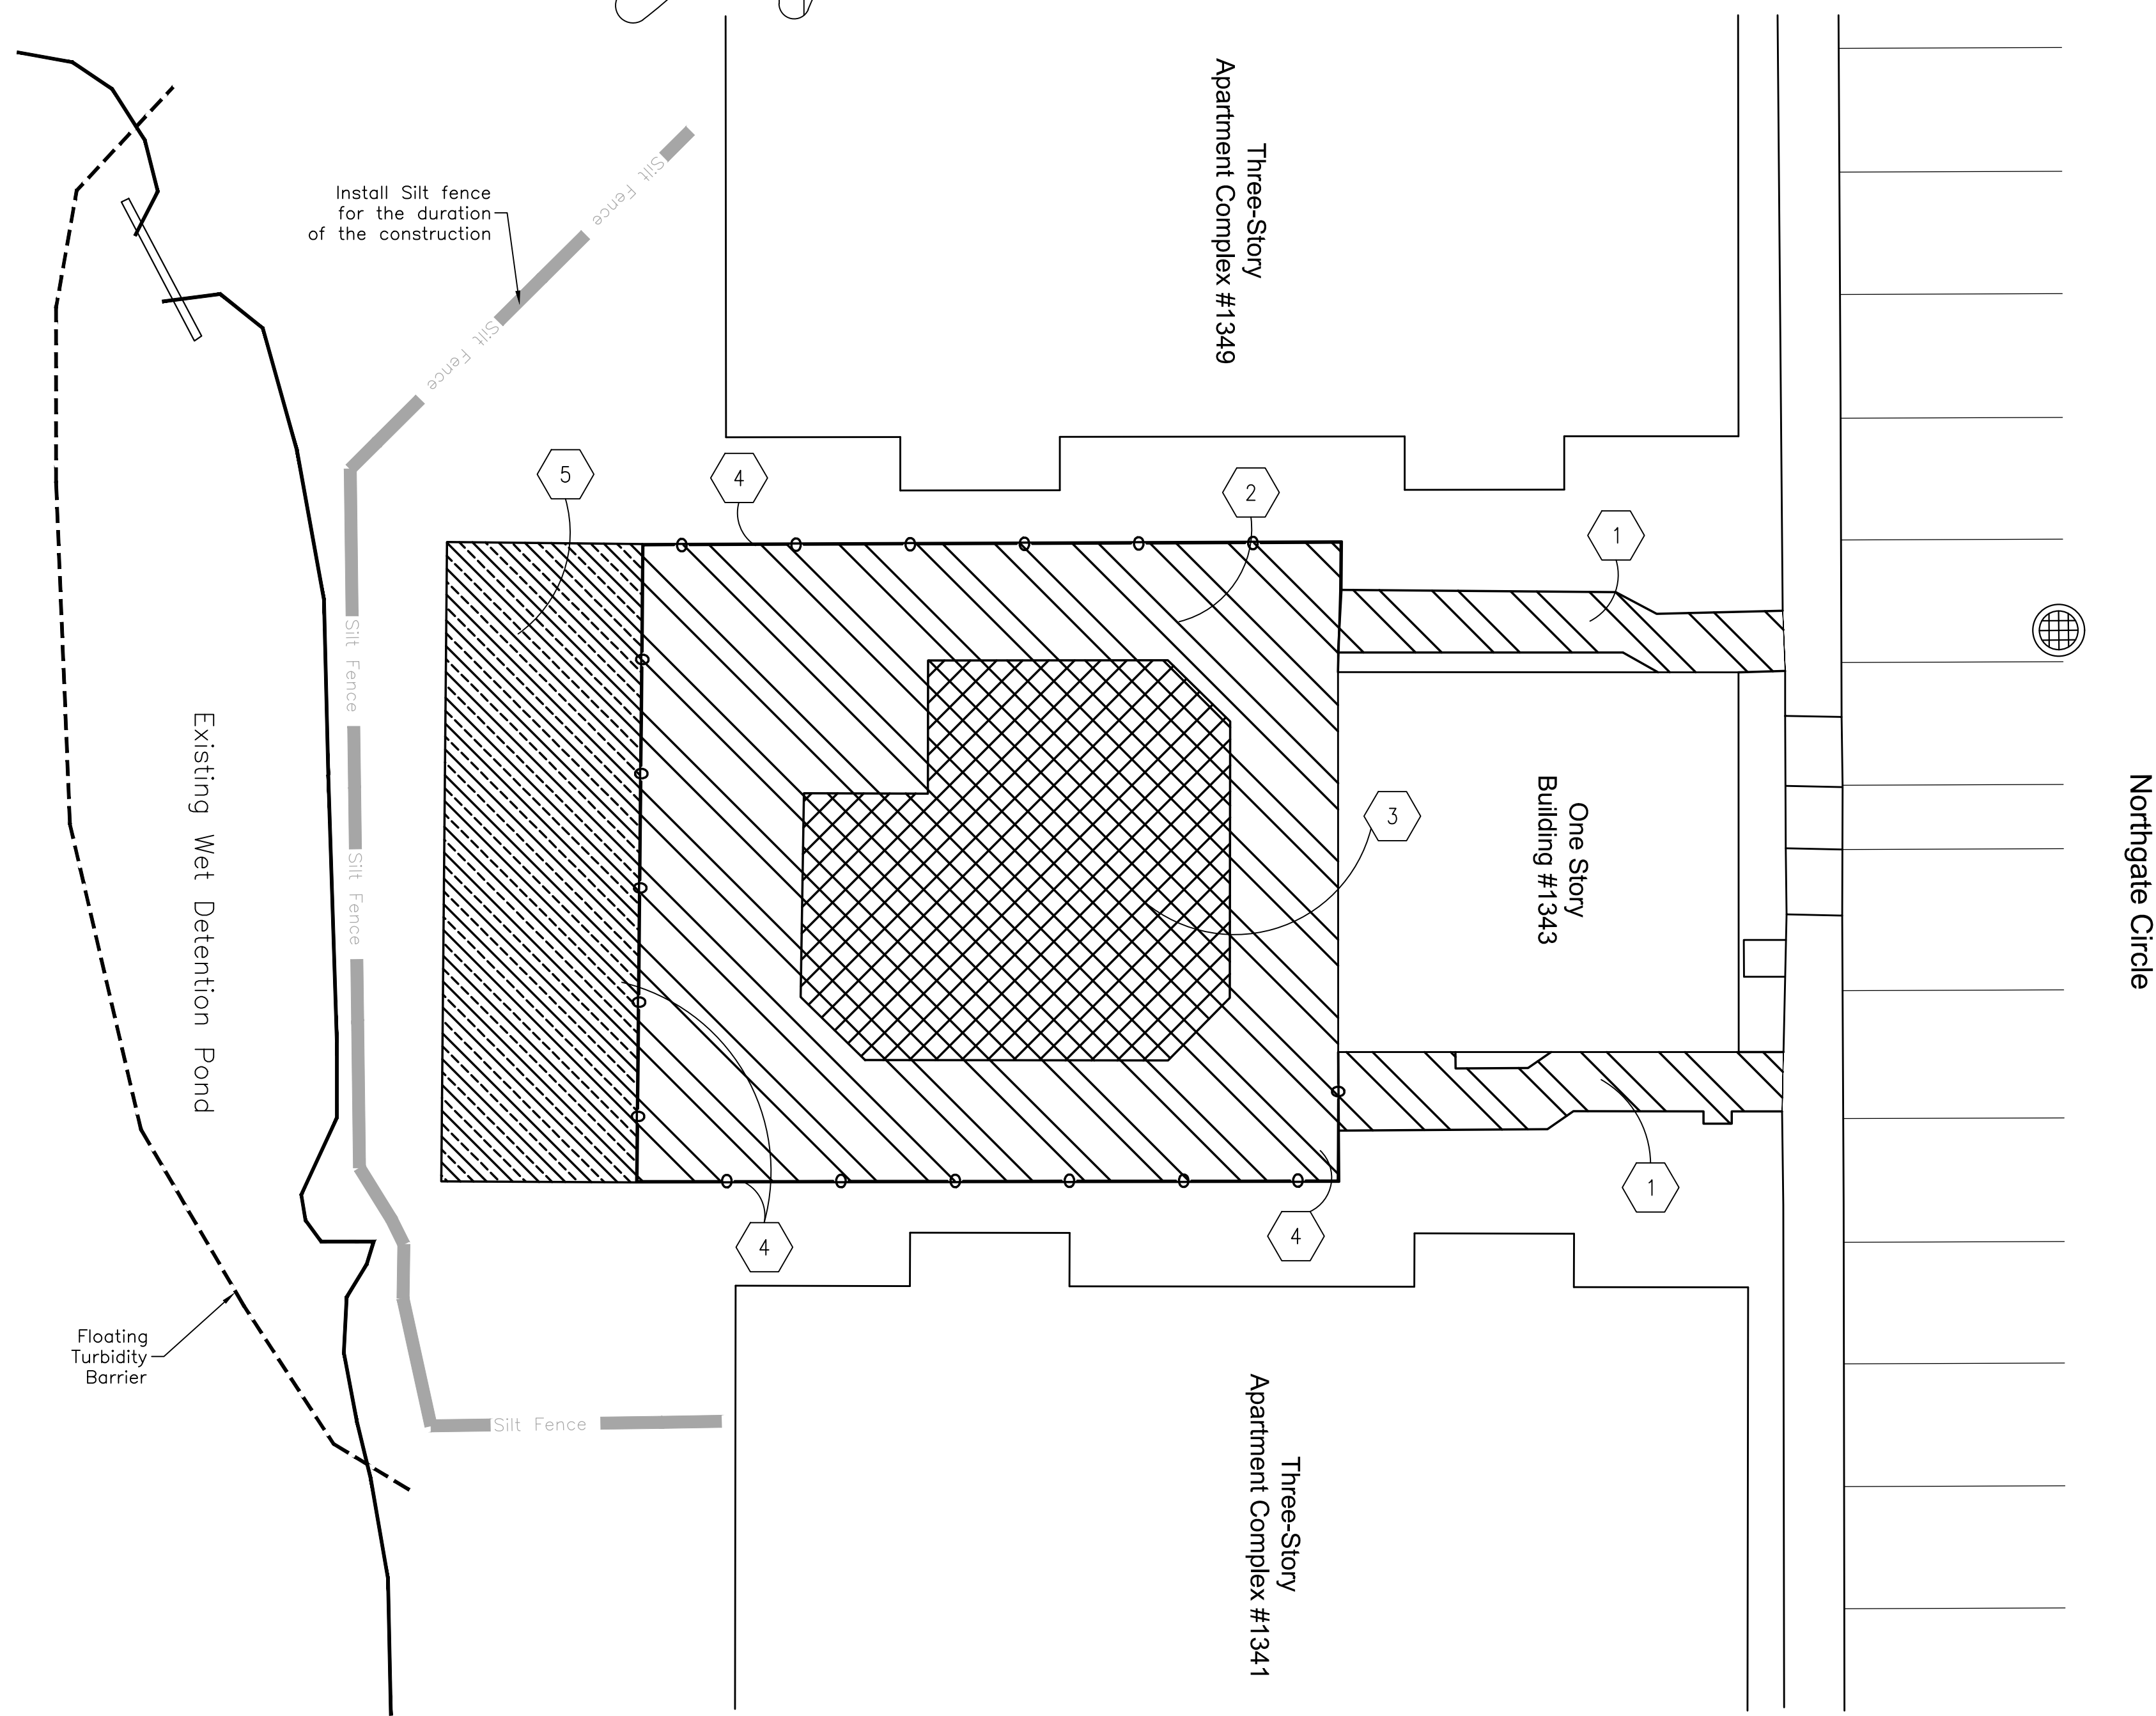 Three-Story
Apartment Complex #1349
Install Silt fence
for the duration
of the construction
Silt Fence
Silt Fence
5
4
2
1
Silt Fence
Existing Wet Detention Pond
3
One Story
Building #1343
Northgate Circle
Silt Fence
1
4
4
Floating
Turbidity
Barrier
Silt Fence
Three-Story
Apartment Complex #1341